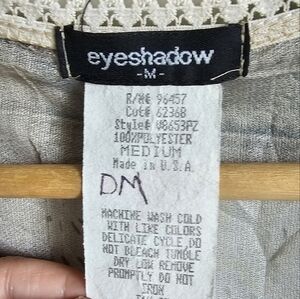 eyeshadow
-M-
R/N# 96457
Cut# 6236B
Style# V8653PZ
100%POLYESTER
MEDIUM
Made in U.S.A.
DM
MACHINE WASH COLD
WITH LIKE COLORS
DELICATE CYCLE,DO
NOT BLEACH TUMBLE
DRY LOW REMOVE
PROMPTLY DO NOT
IRON